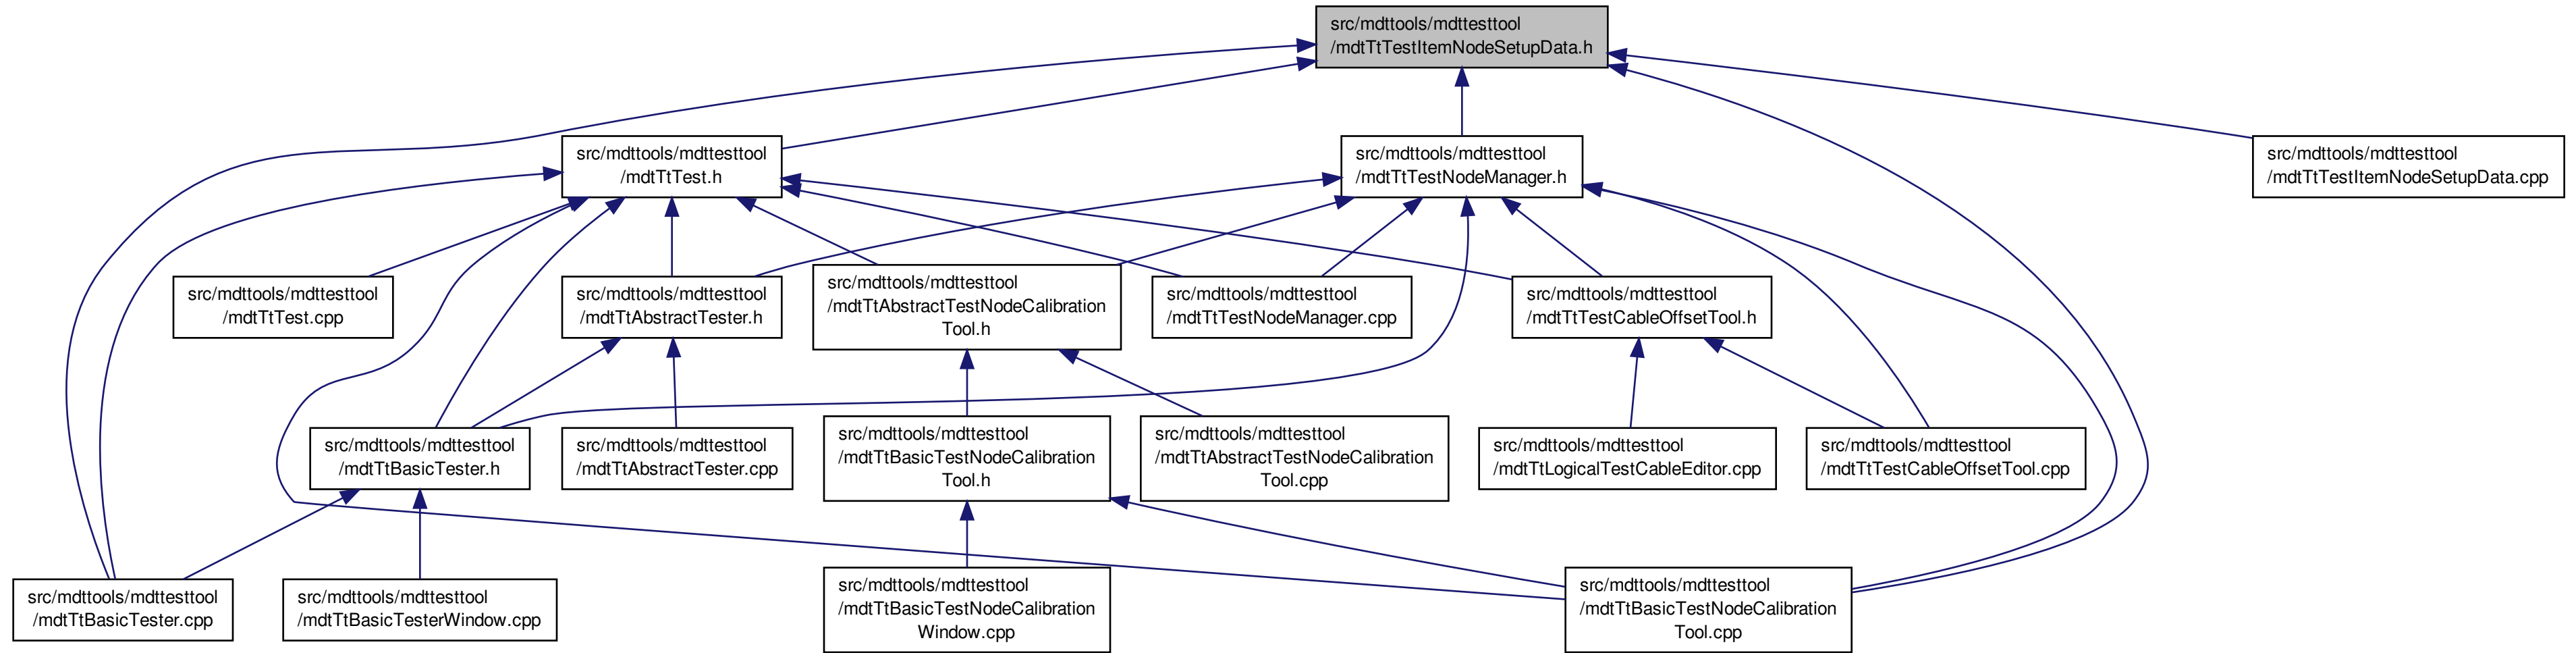 src/mdttools/mdttesttool
/mdtTtTestItemNodeSetupData.h
src/mdttools/mdttesttool
/mdtTtTest.h
src/mdttools/mdttesttool
/mdtTtTestNodeManager.h
src/mdttools/mdttesttool
/mdtTtTestItemNodeSetupData.cpp
src/mdttools/mdttesttool
/mdtTtTest.cpp
src/mdttools/mdttesttool
/mdtTtAbstractTester.h
src/mdttools/mdttesttool
/mdtTtAbstractTestNodeCalibration
Tool.h
src/mdttools/mdttesttool
/mdtTtTestNodeManager.cpp
src/mdttools/mdttesttool
/mdtTtTestCableOffsetTool.h
src/mdttools/mdttesttool
/mdtTtBasicTester.h
src/mdttools/mdttesttool
/mdtTtAbstractTester.cpp
src/mdttools/mdttesttool
/mdtTtBasicTestNodeCalibration
Tool.h
src/mdttools/mdttesttool
/mdtTtAbstractTestNodeCalibration
Tool.cpp
src/mdttools/mdttesttool
/mdtTtLogicalTestCableEditor.cpp
src/mdttools/mdttesttool
/mdtTtTestCableOffsetTool.cpp
src/mdttools/mdttesttool
/mdtTtBasicTester.cpp
src/mdttools/mdttesttool
/mdtTtBasicTesterWindow.cpp
src/mdttools/mdttesttool
/mdtTtBasicTestNodeCalibration
Window.cpp
src/mdttools/mdttesttool
/mdtTtBasicTestNodeCalibration
Tool.cpp